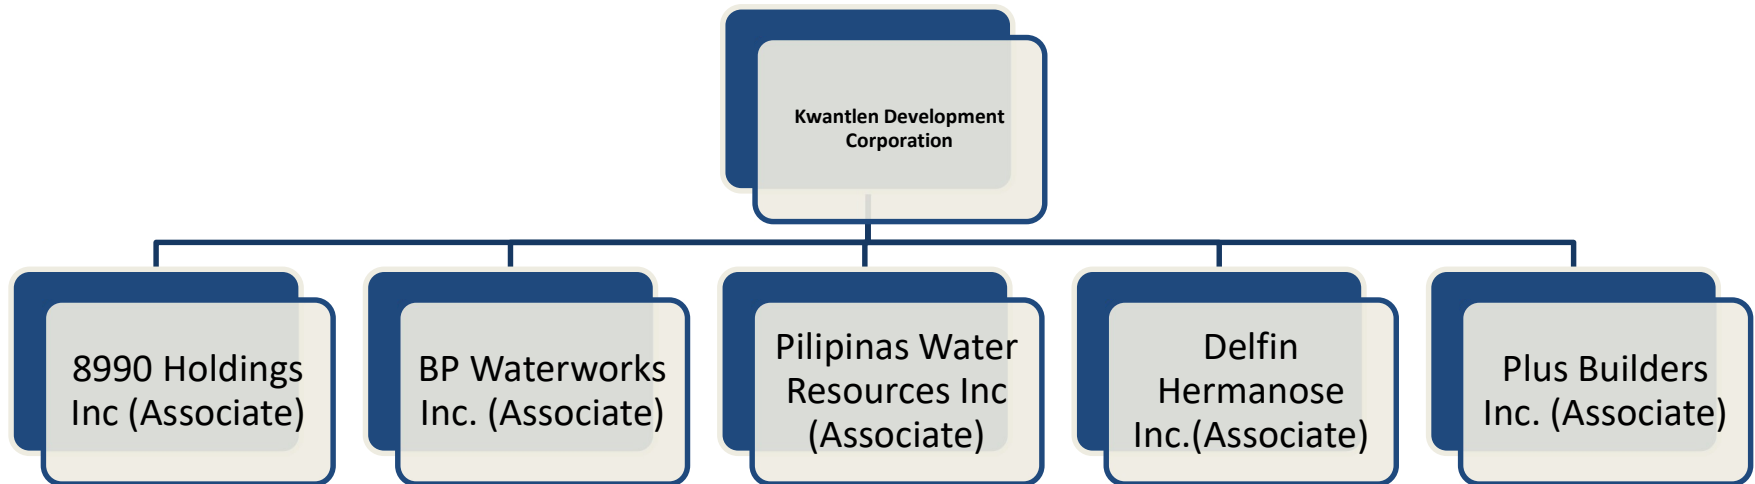 Kwantlen Development
Corporation
8990 Holdings
Inc (Associate)
BP Waterworks
Inc. (Associate)
Pilipinas Water
Resources Inc
(Associate)
Delfin
Hermanose
Inc.(Associate)
Plus Builders
Inc. (Associate)